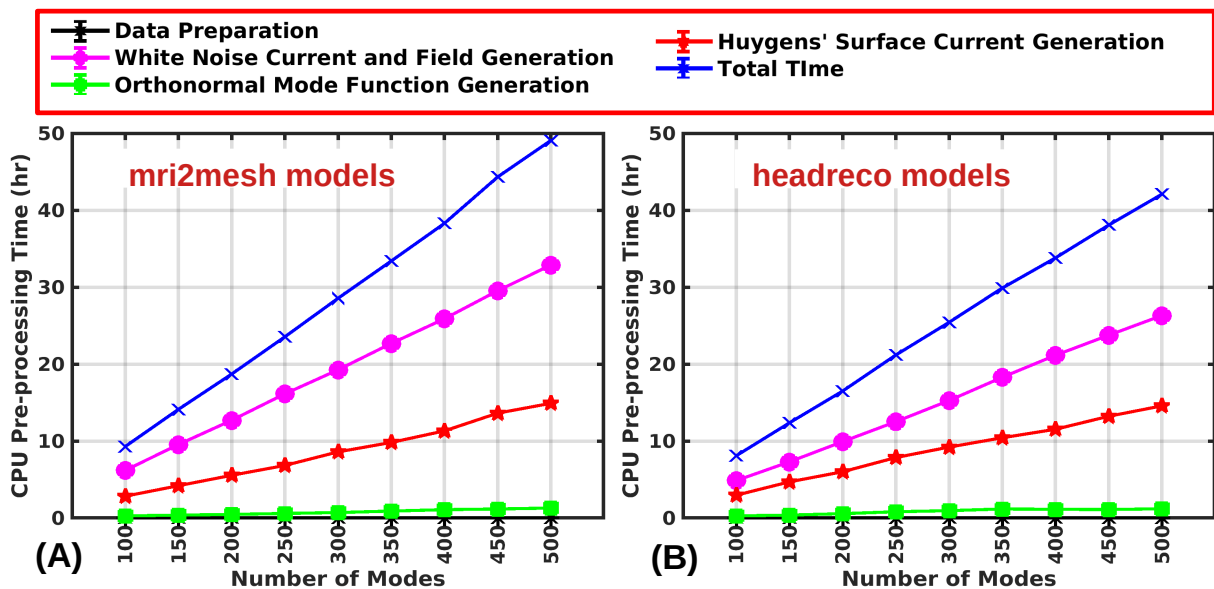 Data Preparation
White Noise Current and Field Generation
Orthonormal Mode Function Generation
Huygens' Surface Current Generation
Total TIme
mri2mesh models
CPU Pre-processing Time (hr)
50
40
30
20
10
0
100 150 200 250 300 350 400 450 500
Number of Modes
(A)
headreco models
CPU Pre-processing Time (hr)
50
40
30
20
10
0
100 150 200 250 300 350 400 450 500
Number of Modes
(B)